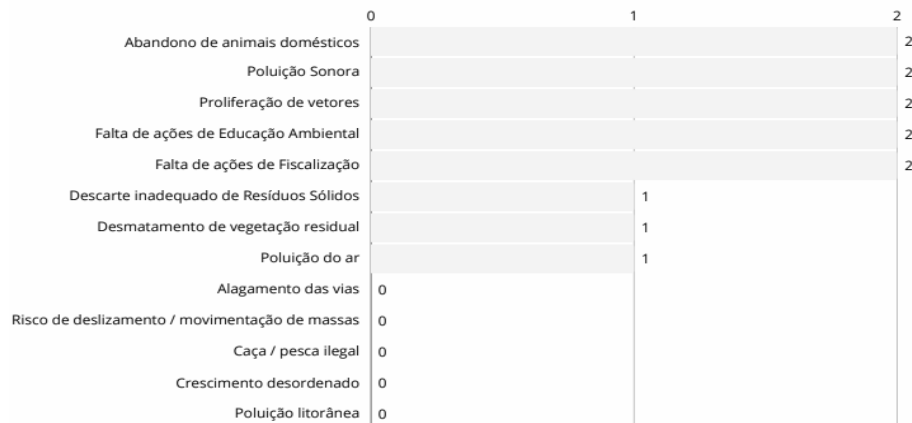 0 1 2
Abandono de animais domésticos 2
Poluição Sonora 2
Proliferação de vetores 2
Falta de ações de Educação Ambiental 2
Falta de ações de Fiscalização 2
Descarte inadequado de Resíduos Sólidos 1
Desmatamento de vegetação residual 1
Poluição do ar 1
Alagamento das vias 0
Risco de deslizamento / movimentação de massas 0
Caça / pesca ilegal 0
Crescimento desordenado 0
Poluição litorânea 0